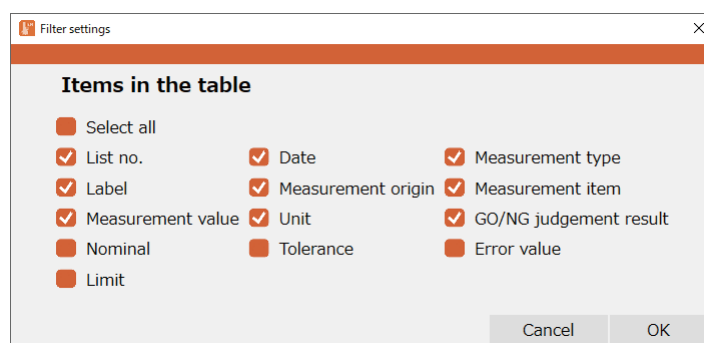 Filter settings
Items in the table
Select all
List no. Date Measurement type
Label Measurement origin Measurement item
Measurement value Unit GO/NG judgement result
Nominal Tolerance Error value
Limit
Cancel OK